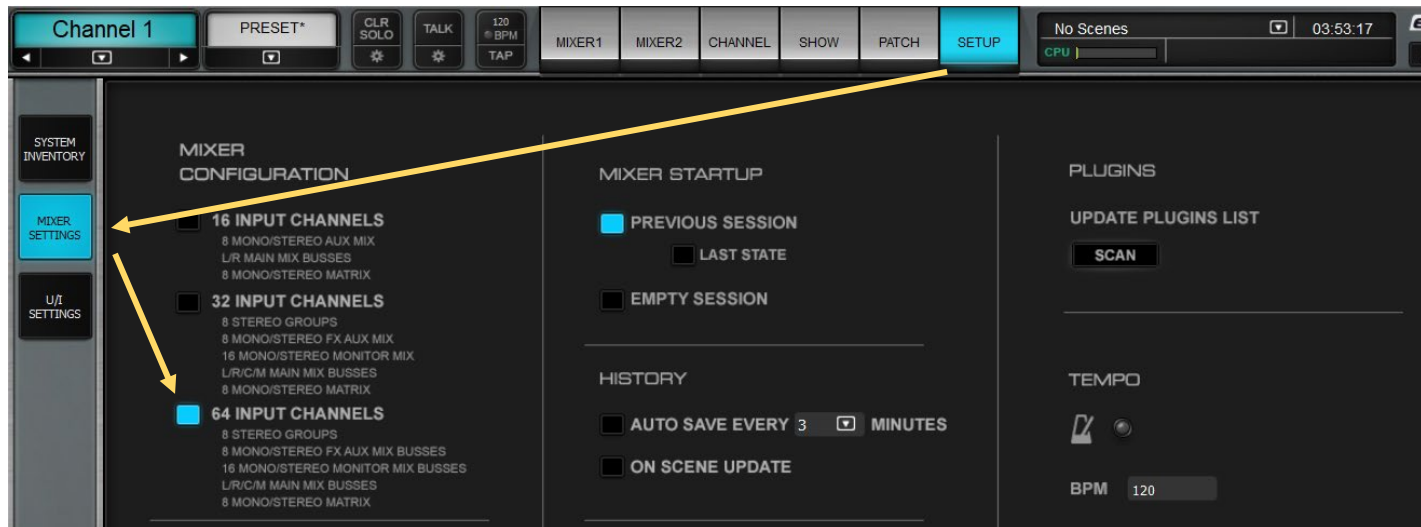 Channel 1
PRESET*
CLR SOLO
TALK
120 BPM
TAP
MIXER1
MIXER2
CHANNEL
SHOW
PATCH
SETUP
No Scenes
03:53:17
CPU
SYSTEM INVENTORY
MIXER SETTINGS
U/I SETTINGS
MIXER
CONFIGURATION
16 INPUT CHANNELS
8 MONO/STEREO AUX MIX
L/R MAIN MIX BUSSES
8 MONO/STEREO MATRIX
32 INPUT CHANNELS
8 STEREO GROUPS
8 MONO/STEREO FX AUX MIX
16 MONO/STEREO MONITOR MIX
L/R/C/M MAIN MIX BUSSES
8 MONO/STEREO MATRIX
64 INPUT CHANNELS
8 STEREO GROUPS
8 MONO/STEREO FX AUX MIX BUSSES
16 MONO/STEREO MONITOR MIX BUSSES
L/R/C/M MAIN MIX BUSSES
8 MONO/STEREO MATRIX
MIXER STARTUP
PREVIOUS SESSION
LAST STATE
EMPTY SESSION
HISTORY
AUTO SAVE EVERY 3 MINUTES
ON SCENE UPDATE
PLUGINS
UPDATE PLUGINS LIST
SCAN
TEMPO
BPM 120